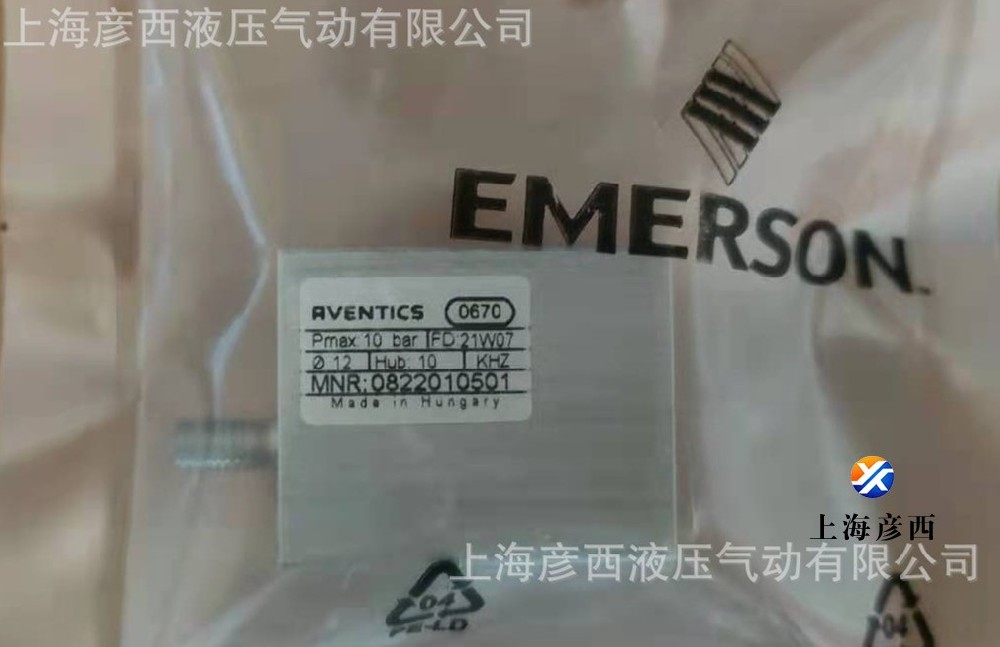 上海彦西液压气动有限公司
EMERSON
AVENTICS 0670
Pmax 10 bar FD:21W07
Ø 12 Hub: 10 KHZ
MNR:0822010501
Made in Hungary
上海彦西
上海彦西液压气动有限公司
04 04
PE-LD